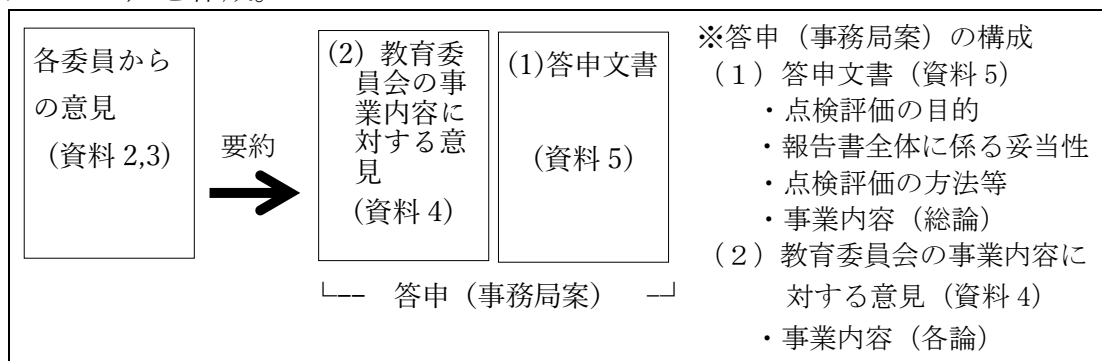 各委員から
の意見
(資料 2,3)
要約
(2) 教育委
員会の事
業内容に
対する意
見
(資料 4)
(1)答申文書
(資料 5)
└-- 答申（事務局案） --┘
※答申（事務局案）の構成
（１）答申文書（資料 5）
・点検評価の目的
・報告書全体に係る妥当性
・点検評価の方法等
・事業内容（総論）
（２）教育委員会の事業内容に
対する意見（資料 4）
・事業内容（各論）